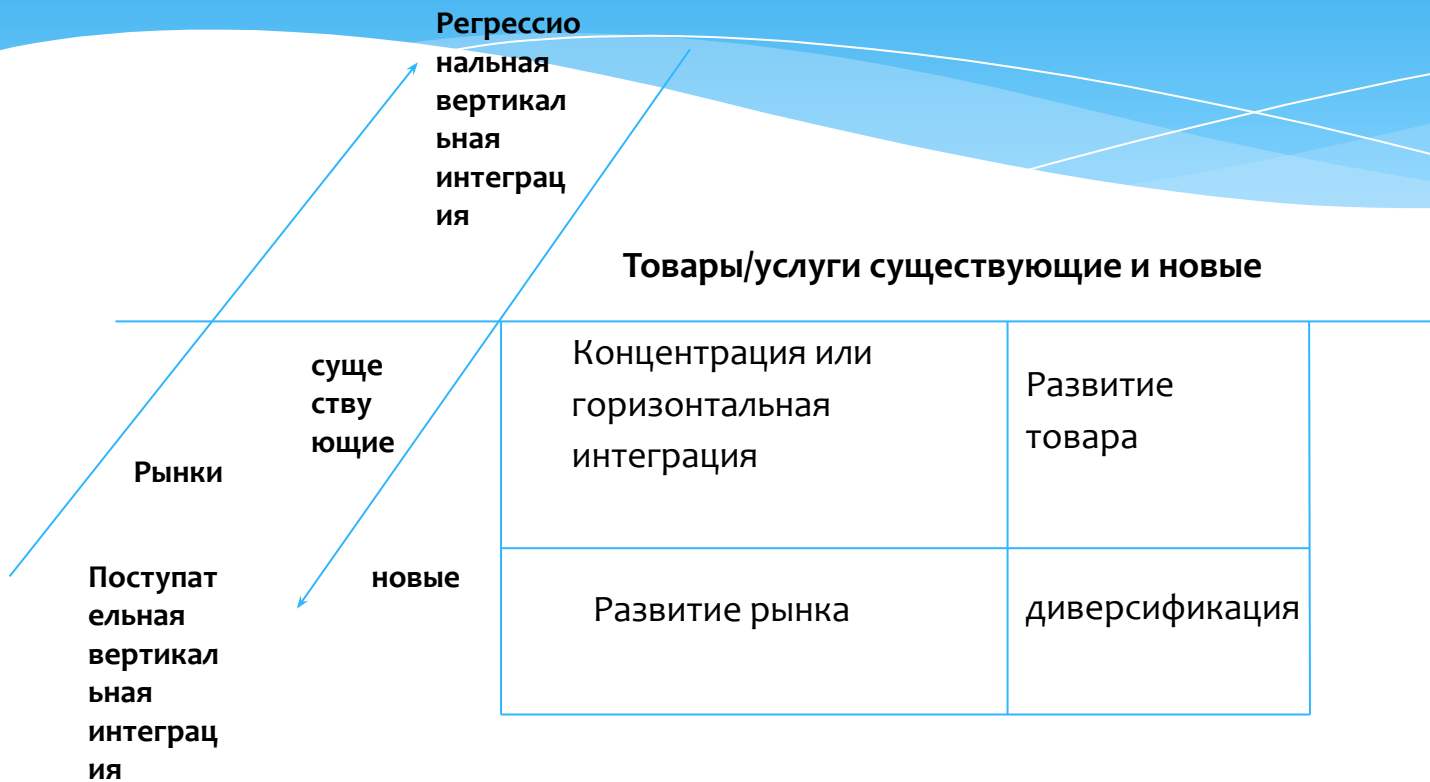 Регрессио
нальная
вертикал
ьная
интеграц
ия
Товары/услуги существующие и новые
суще
ству
ющие
Рынки
Концентрация или
горизонтальная
интеграция
Развитие
товара
Поступат
ельная
вертикал
ьная
интеграц
ия
новые
Развитие рынка
диверсификация